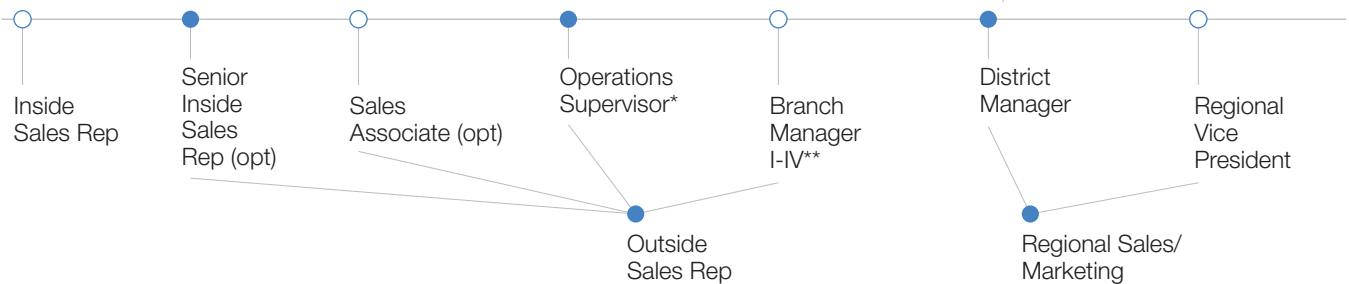 Inside
Sales Rep
Senior
Inside
Sales
Rep (opt)
Sales
Associate (opt)
Operations
Supervisor*
Branch
Manager
I-IV**
District
Manager
Regional
Vice
President
Outside
Sales Rep
Regional Sales/
Marketing